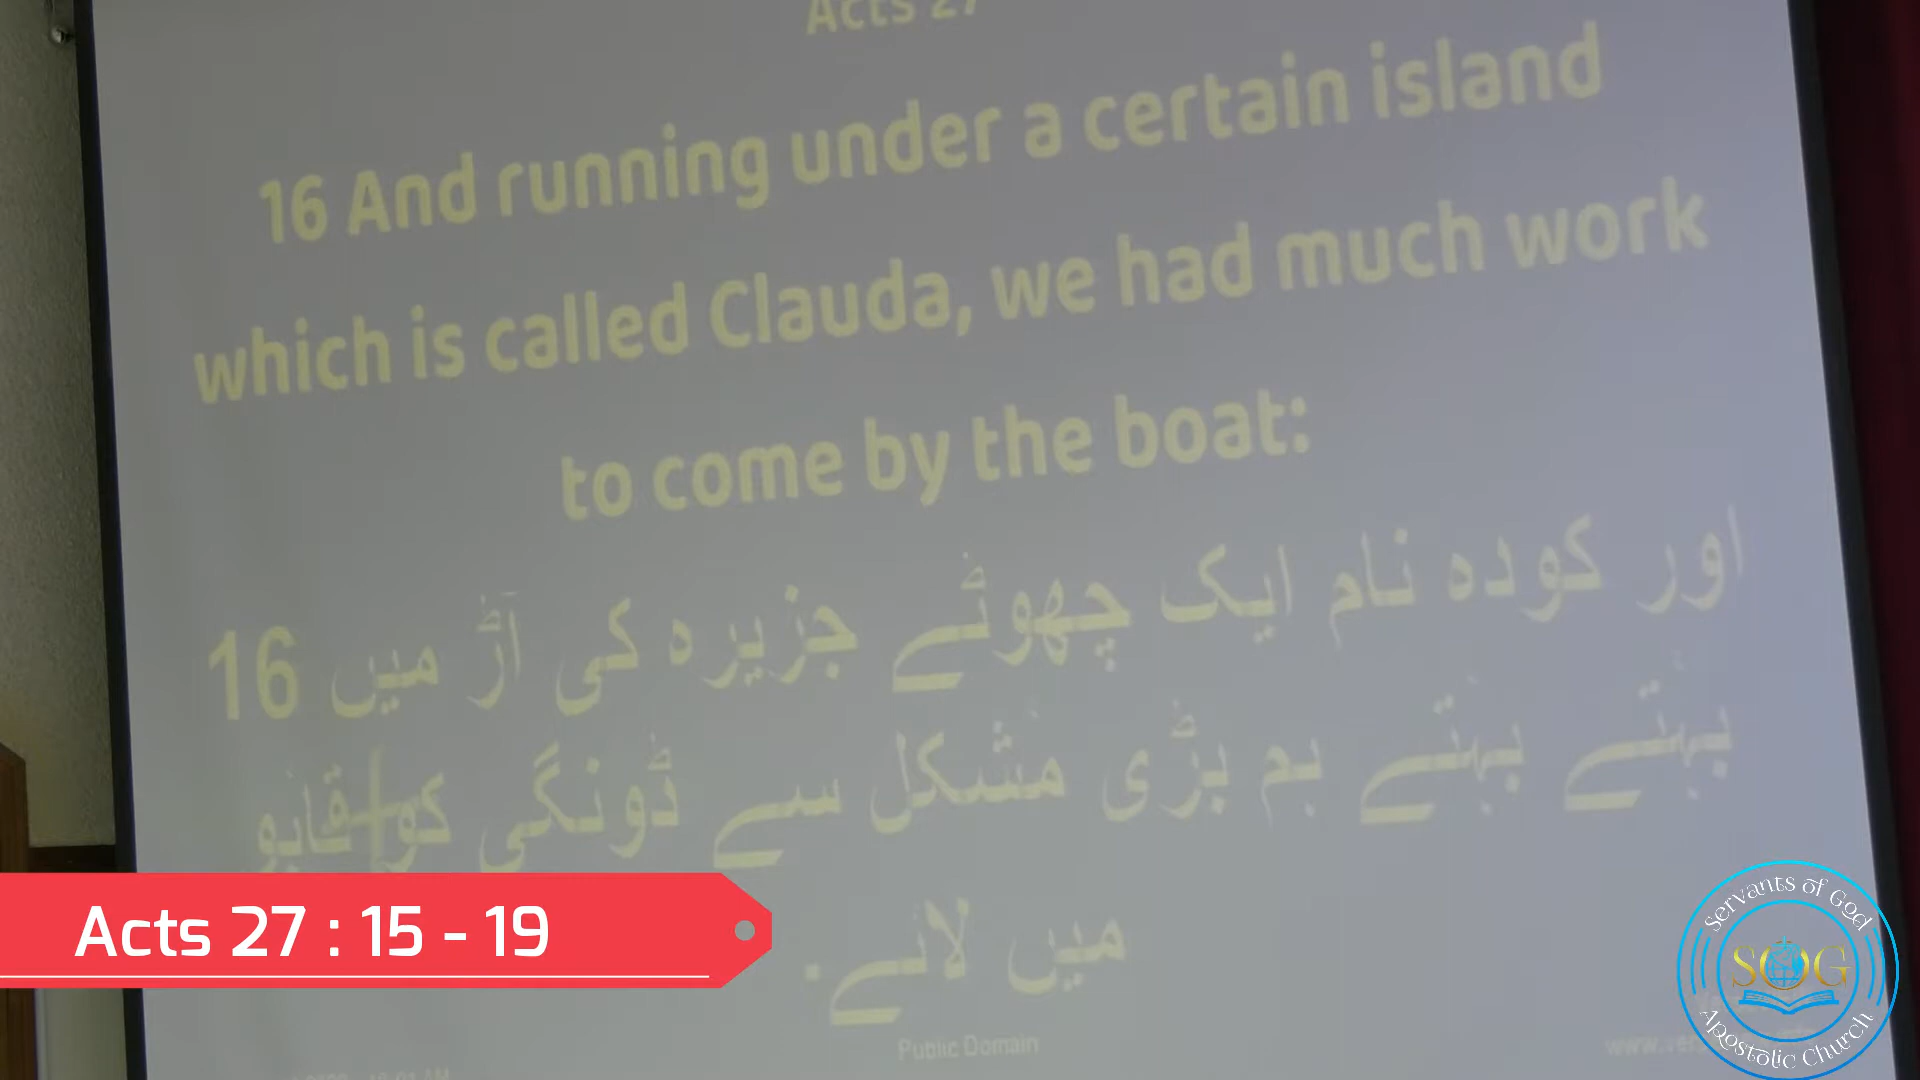 Acts 27
16 And running under a certain island
which is called Clauda, we had much work
to come by the boat:
اور کودہ نام ایک چھوٹے جزیرہ کی آڑ میں 16
بہتے بہتے ہم بڑی مشکل سے ڈونگی کو قابو
میں لائے۔
Public Domain
Acts 27 : 15 - 19
Servants of God
SOG
Apostolic Church